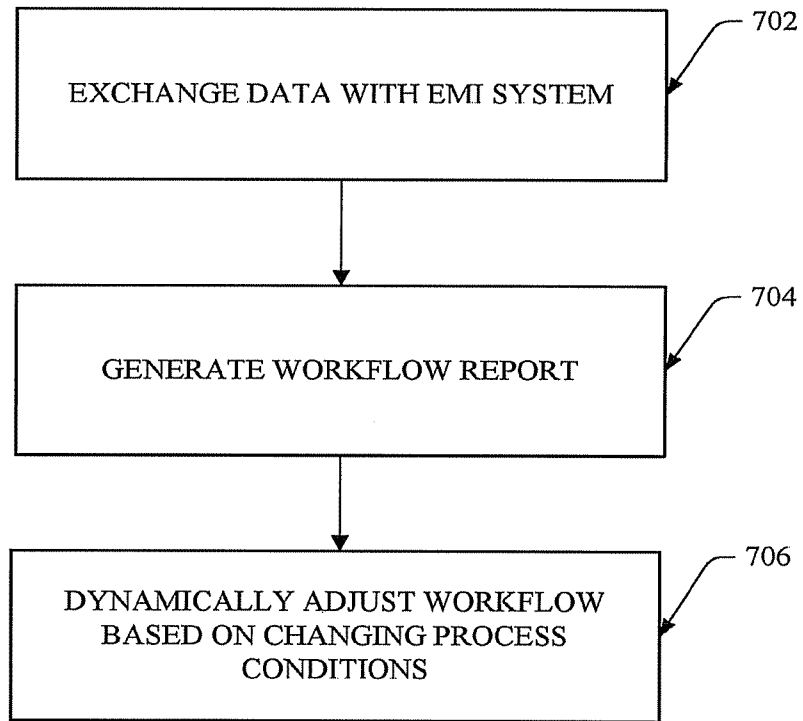 702
EXCHANGE DATA WITH EMI SYSTEM
704
GENERATE WORKFLOW REPORT
706
DYNAMICALLY ADJUST WORKFLOW
BASED ON CHANGING PROCESS
CONDITIONS